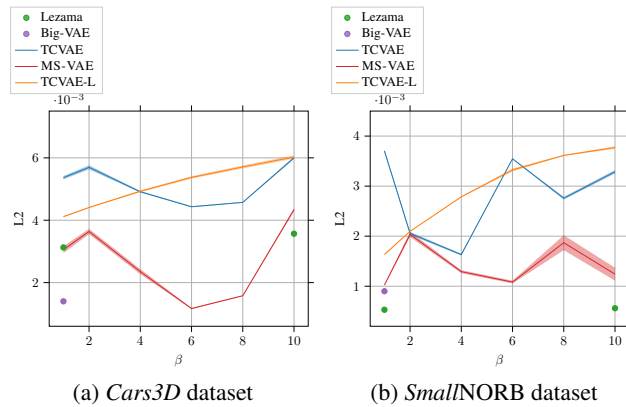 Lezama
Big-VAE
TCVAE
MS-VAE
TCVAE-L
·10⁻³
6
4
2
L2
2 4 6 8 10
β
(a) Cars3D dataset
Lezama
Big-VAE
TCVAE
MS-VAE
TCVAE-L
·10⁻³
4
3
2
1
L2
2 4 6 8 10
β
(b) SmallNORB dataset